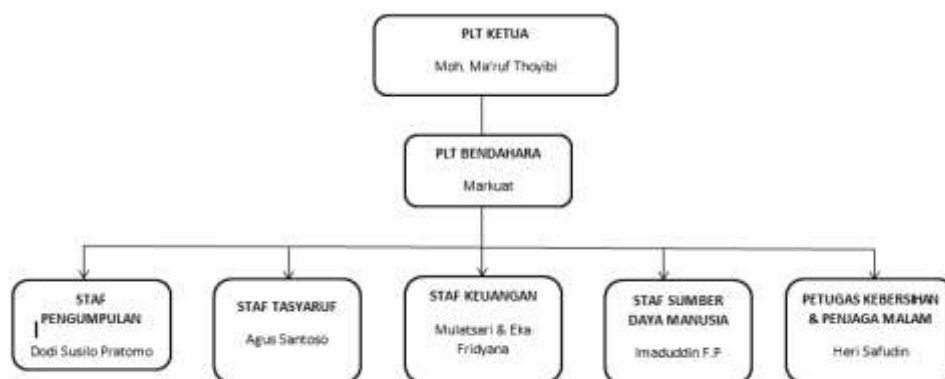 PLT KETUA
Moh. Ma'ruf Thoyibi
PLT BENDAHARA
Markuat
STAF
PENGUMPULAN
Dodi Susilo Pratomo
STAF TASYARUF
Agus Santoso
STAF KEUANGAN
Mulatsari & Eka
Fridyana
STAF SUMBER
DAYA MANUSIA
Imaduddin F.P
PETUGAS KEBERSIHAN
& PENJAGA MALAM
Heri Safudin